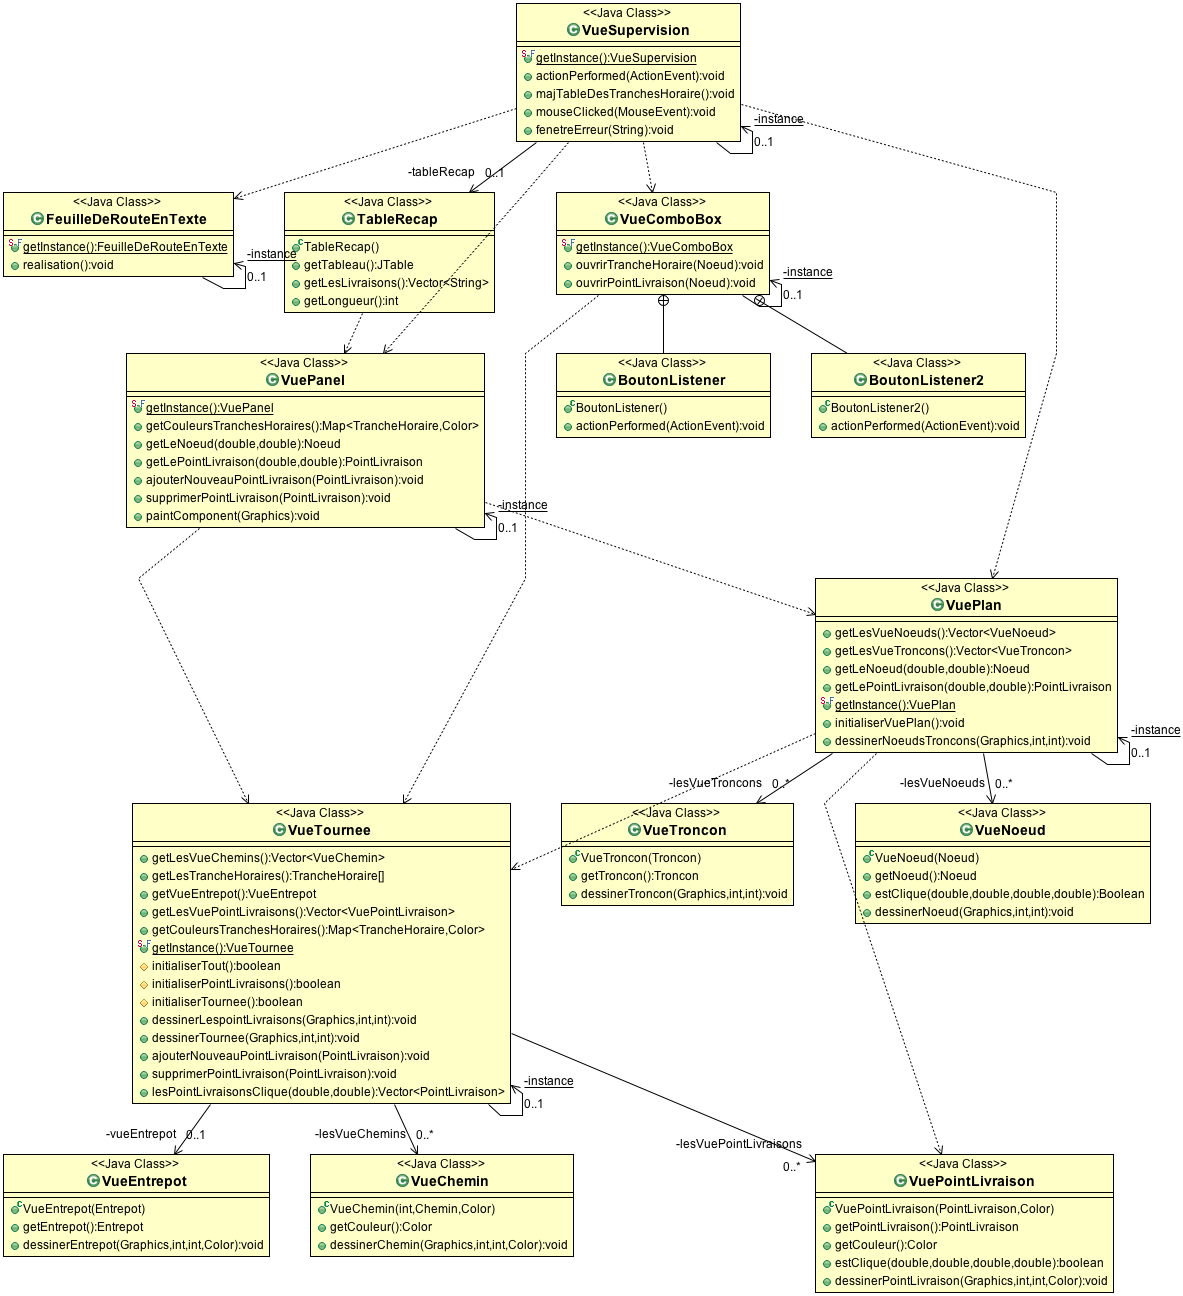 <<Java Class>>
VueSupervision
getInstance():VueSupervision
actionPerformed(ActionEvent):void
majTableDesTranchesHoraire():void
mouseClicked(MouseEvent):void
fenetreErreur(String):void
-instance
0..1
-tableRecap 0..1
<<Java Class>>
FeuilleDeRouteEnTexte
getInstance():FeuilleDeRouteEnTexte
realisation():void
-instance
0..1
<<Java Class>>
TableRecap
TableRecap()
getTableau():JTable
getLesLivraisons():Vector<String>
getLongueur():int
<<Java Class>>
VueComboBox
getInstance():VueComboBox
ouvrirTrancheHoraire(Noeud):void
ouvrirPointLivraison(Noeud):void
-instance
0..1
<<Java Class>>
VuePanel
getInstance():VuePanel
getCouleursTranchesHoraires():Map<TrancheHoraire,Color>
getLeNoeud(double,double):Noeud
getLePointLivraison(double,double):PointLivraison
ajouterNouveauPointLivraison(PointLivraison):void
supprimerPointLivraison(PointLivraison):void
paintComponent(Graphics):void
-instance
0..1
<<Java Class>>
BoutonListener
BoutonListener()
actionPerformed(ActionEvent):void
<<Java Class>>
BoutonListener2
BoutonListener2()
actionPerformed(ActionEvent):void
<<Java Class>>
VuePlan
getLesVueNoeuds():Vector<VueNoeud>
getLesVueTroncons():Vector<VueTroncon>
getLeNoeud(double,double):Noeud
getLePointLivraison(double,double):PointLivraison
getInstance():VuePlan
initialiserVuePlan():void
dessinerNoeudsTroncons(Graphics,int,int):void
-instance
0..1
-lesVueTroncons 0..*
-lesVueNoeuds 0..*
<<Java Class>>
VueTournee
getLesVueChemins():Vector<VueChemin>
getLesTrancheHoraires():TrancheHoraire[]
getVueEntrepot():VueEntrepot
getLesVuePointLivraisons():Vector<VuePointLivraison>
getCouleursTranchesHoraires():Map<TrancheHoraire,Color>
getInstance():VueTournee
initialiserTout():boolean
initialiserPointLivraisons():boolean
initialiserTournee():boolean
dessinerLespointLivraisons(Graphics,int,int):void
dessinerTournee(Graphics,int,int):void
ajouterNouveauPointLivraison(PointLivraison):void
supprimerPointLivraison(PointLivraison):void
lesPointLivraisonsClique(double,double):Vector<PointLivraison>
-instance
0..1
<<Java Class>>
VueTroncon
VueTroncon(Troncon)
getTroncon():Troncon
dessinerTroncon(Graphics,int,int):void
<<Java Class>>
VueNoeud
VueNoeud(Noeud)
getNoeud():Noeud
estClique(double,double,double,double):Boolean
dessinerNoeud(Graphics,int,int):void
-vueEntrepot 0..1
-lesVueChemins 0..*
-lesVuePointLivraisons
0..*
<<Java Class>>
VueEntrepot
VueEntrepot(Entrepot)
getEntrepot():Entrepot
dessinerEntrepot(Graphics,int,int,Color):void
<<Java Class>>
VueChemin
VueChemin(int,Chemin,Color)
getCouleur():Color
dessinerChemin(Graphics,int,int,Color):void
<<Java Class>>
VuePointLivraison
VuePointLivraison(PointLivraison,Color)
getPointLivraison():PointLivraison
getCouleur():Color
estClique(double,double,double,double):boolean
dessinerPointLivraison(Graphics,int,int,Color):void